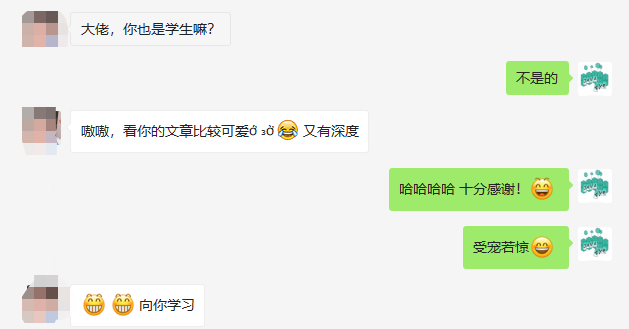 大佬，你也是学生嘛？
不是的
嗷嗷，看你的文章比较可爱ớ ₃ờ😂 又有深度
哈哈哈哈 十分感谢！😄
受宠若惊😄
😁 😁 向你学习